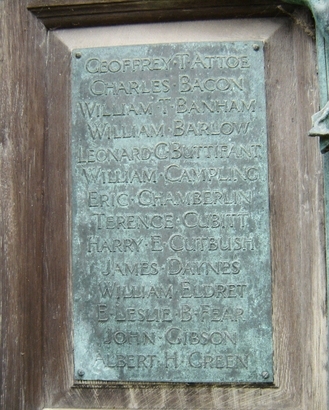 GEOFFREY·T·ATTOE
CHARLES·BACON
WILLIAM·T·BANHAM
WILLIAM·BARLOW
LEONARD·C·BUTTIFANT
WILLIAM·CAMPLING
ERIC·CHAMBERLIN
TERENCE·CUBITT
HARRY·E·CUTBUSH
JAMES·DAYNES
WILLIAM·ELDRET
E·LESLIE·B·FEAR
JOHN·GIBSON
ALBERT·H·GREEN